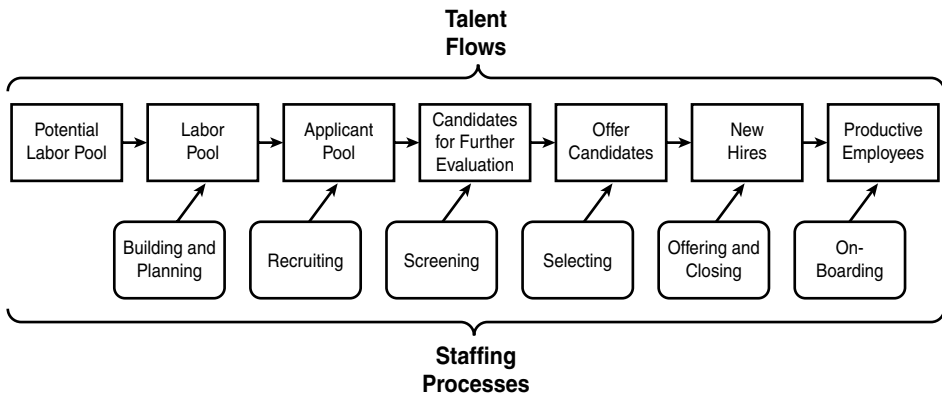 Talent
Flows
Potential
Labor Pool
Labor
Pool
Applicant
Pool
Candidates
for Further
Evaluation
Offer
Candidates
New
Hires
Productive
Employees
Building and
Planning
Recruiting
Screening
Selecting
Offering and
Closing
On-
Boarding
Staffing
Processes